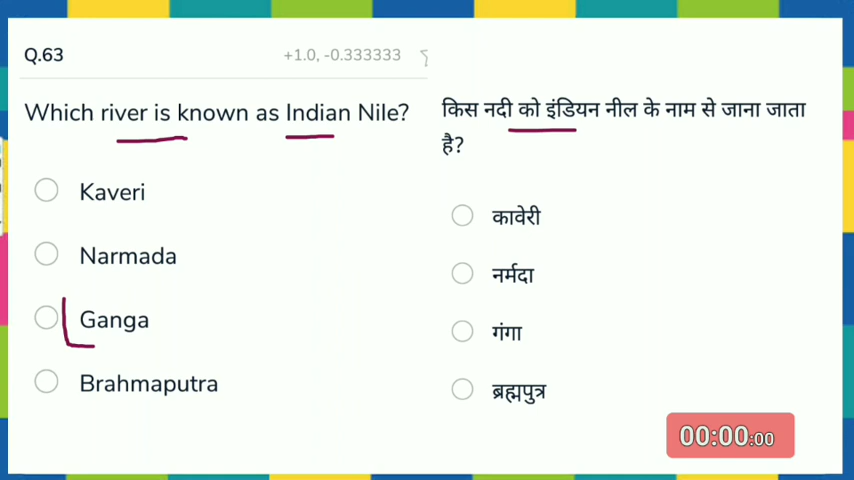 Q.63
+1.0, -0.333333
Which river is known as Indian Nile?
Kaveri
Narmada
Ganga
Brahmaputra
किस नदी को इंडियन नील के नाम से जाना जाता
है?
कावेरी
नर्मदा
गंगा
ब्रह्मपुत्र
00:00:00